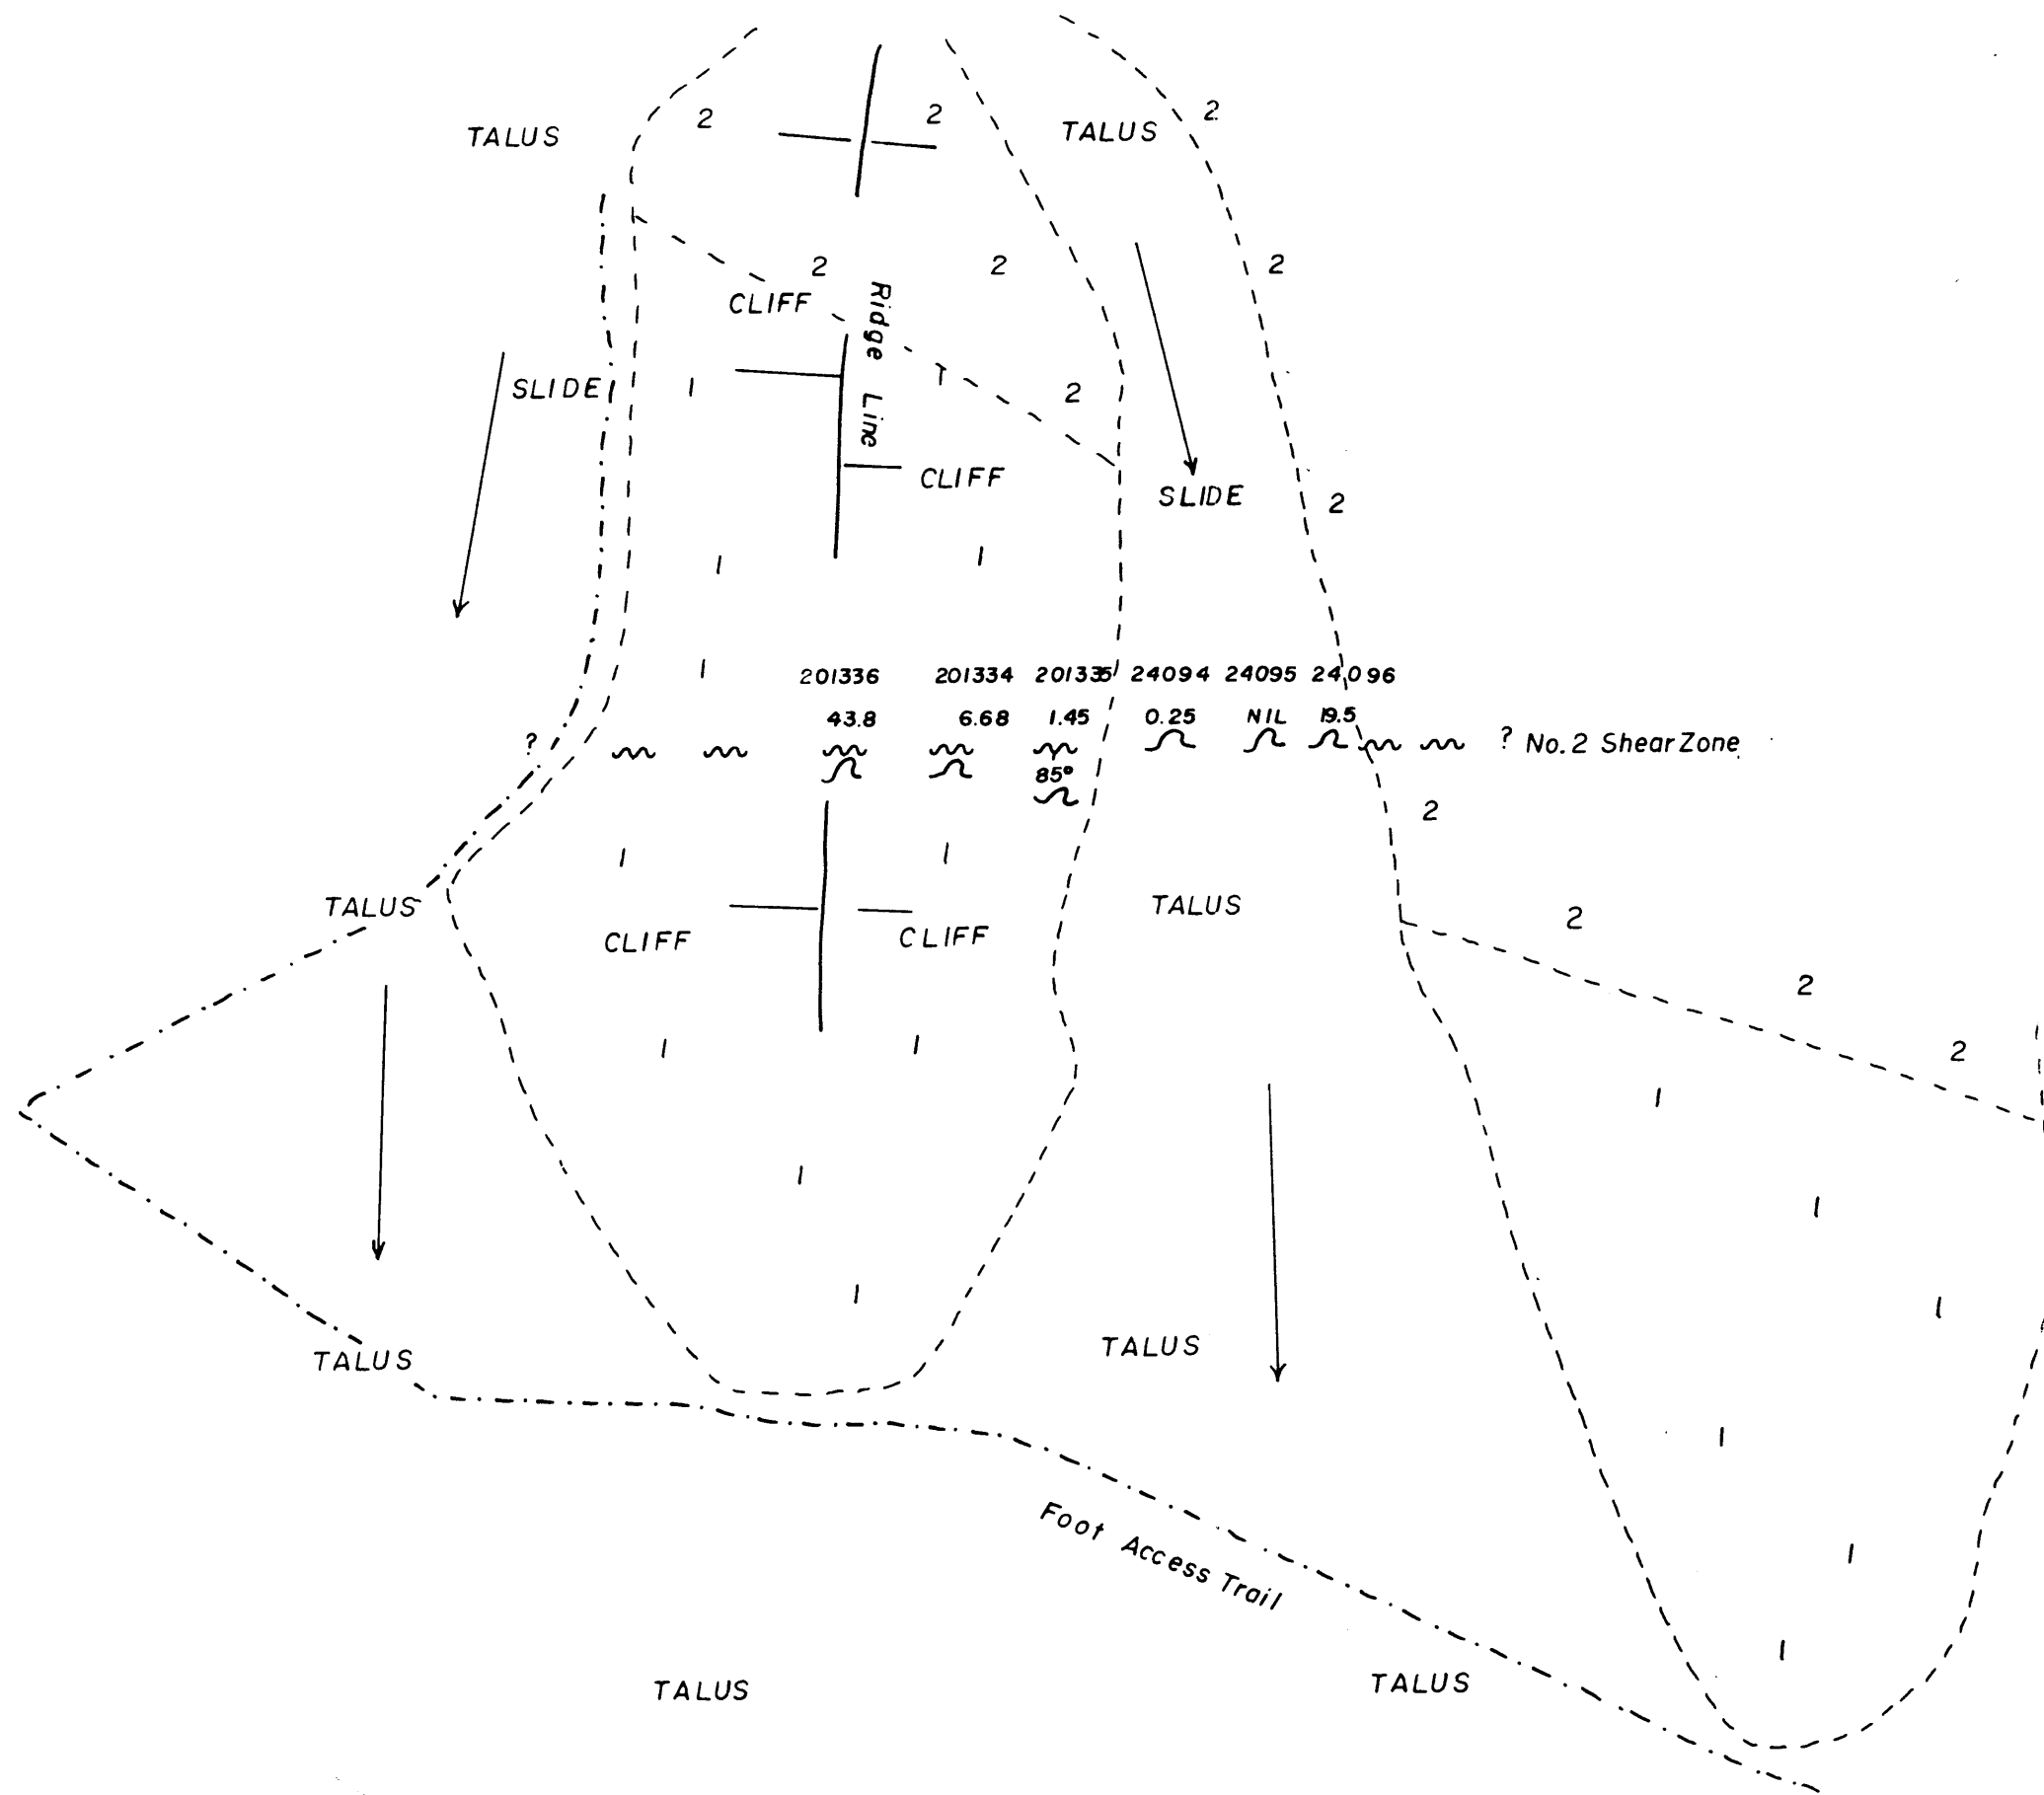 2 2 2
TALUS TALUS
2 2 2
CLIFF
Ridge Line
SLIDE 1 1 2
CLIFF
SLIDE 2
1 1
1
201336 201334 201335 24094 24095 24096
43.8 6.68 1.45 0.25 NIL 19.5
? ? No. 2 Shear Zone
85°
2
1 1
TALUS TALUS 2
CLIFF CLIFF
2
1 1 2
1
1
1
1
1
TALUS
TALUS
1
Foot Access Trail
1
1
TALUS TALUS